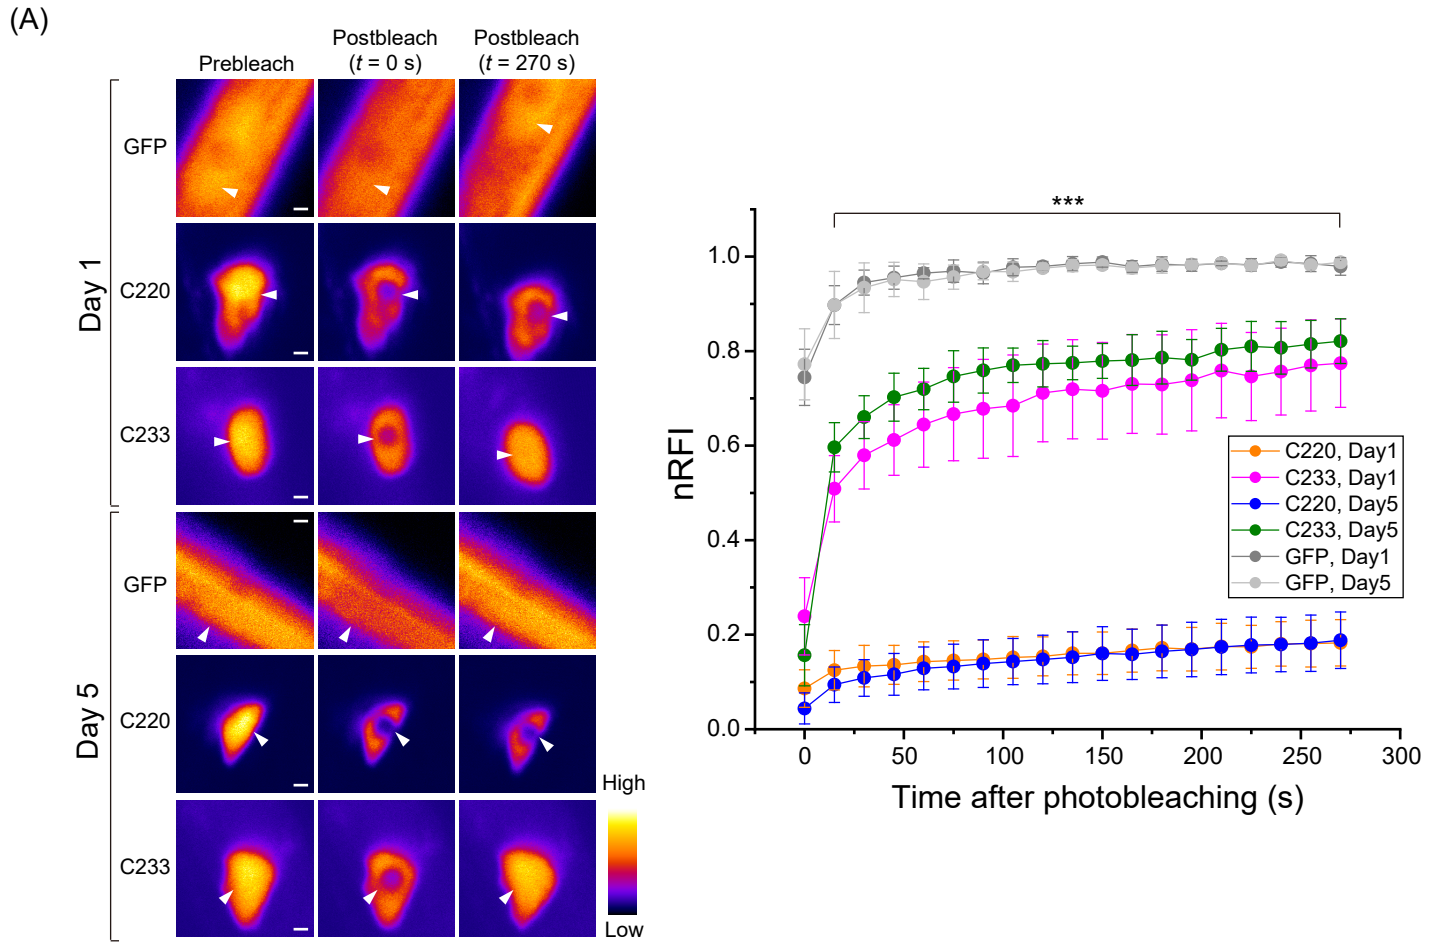 (A)
Prebleach
Postbleach
(t = 0 s)
Postbleach
(t = 270 s)
Day 1
GFP
C220
C233
Day 5
GFP
C220
C233
High
Low
***
nRFI
1.0
0.8
0.6
0.4
0.2
0.0
0 50 100 150 200 250 300
Time after photobleaching (s)
C220, Day1
C233, Day1
C220, Day5
C233, Day5
GFP, Day1
GFP, Day5